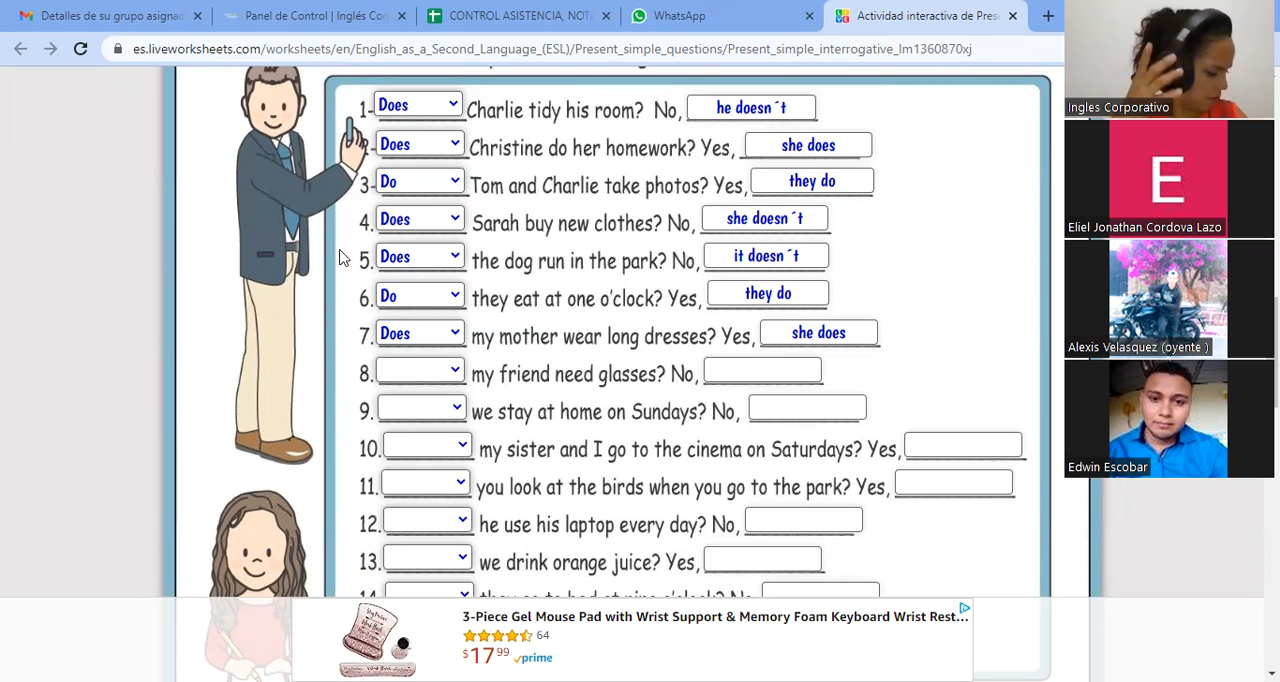 Detalles de su grupo asignad
Panel de Control | Inglés Corp
CONTROL ASISTENCIA, NOT
WhatsApp
Actividad interactiva de Prese
es.liveworksheets.com/worksheets/en/English_as_a_Second_Language_(ESL)/Present_simple_questions/Present_simple_interrogative_lm1360870xj
1- Does Charlie tidy his room? No, he doesn´t
Does Christine do her homework? Yes, she does
3- Do Tom and Charlie take photos? Yes, they do
4. Does Sarah buy new clothes? No, she doesn´t
5. Does the dog run in the park? No, it doesn´t
6. Do they eat at one o'clock? Yes, they do
7. Does my mither wear long dresses? Yes, she does
8. my friend need glasses? No,
9. we stay at home on Sundays? No,
10. my sister and I go to the cinema on Saturdays? Yes,
11. you look at the birds when you go to the park? Yes,
12. he use his laptop every day? No,
13. we drink orange juice? Yes,
3-Piece Gel Mouse Pad with Wrist Support & Memory Foam Keyboard Wrist Rest...
64
$17.99 prime
Ingles Corporativo
E
Eliel Jonathan Cordova Lazo
Alexis Velasquez (oyente )
Edwin Escobar